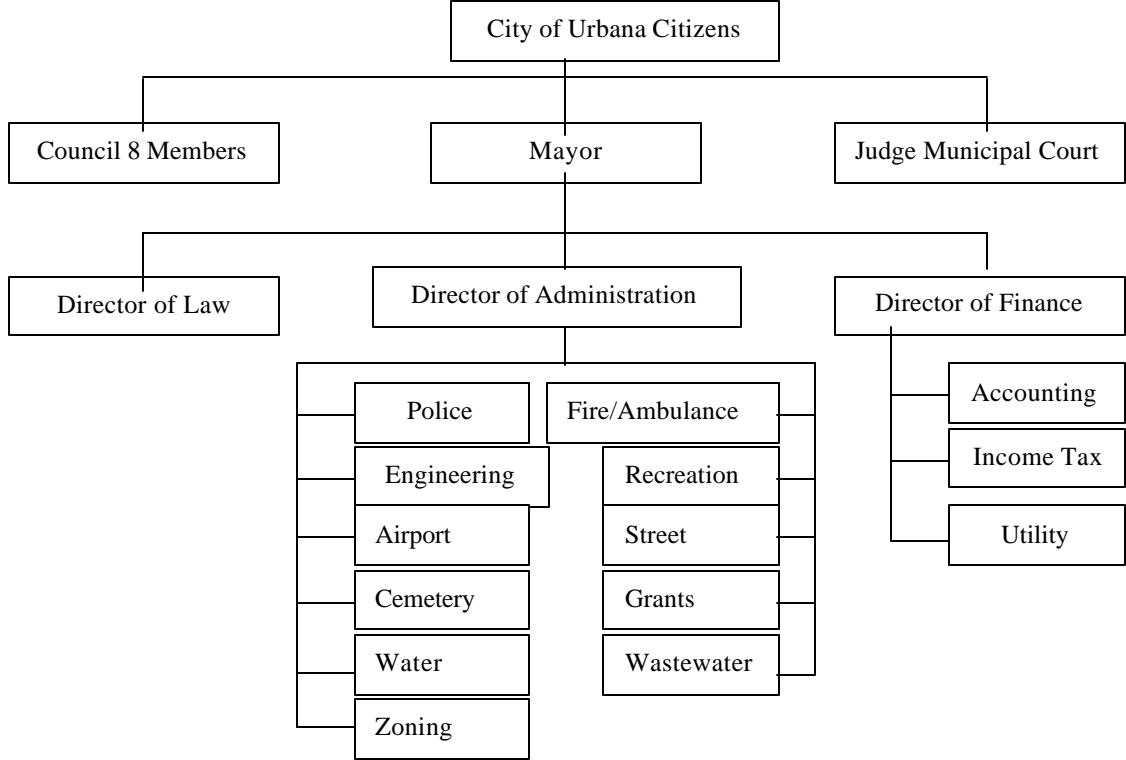 City of Urbana Citizens
Council 8 Members
Mayor
Judge Municipal Court
Director of Law
Director of Administration
Director of Finance
Police
Fire/Ambulance
Accounting
Engineering
Recreation
Income Tax
Airport
Street
Utility
Cemetery
Grants
Water
Wastewater
Zoning